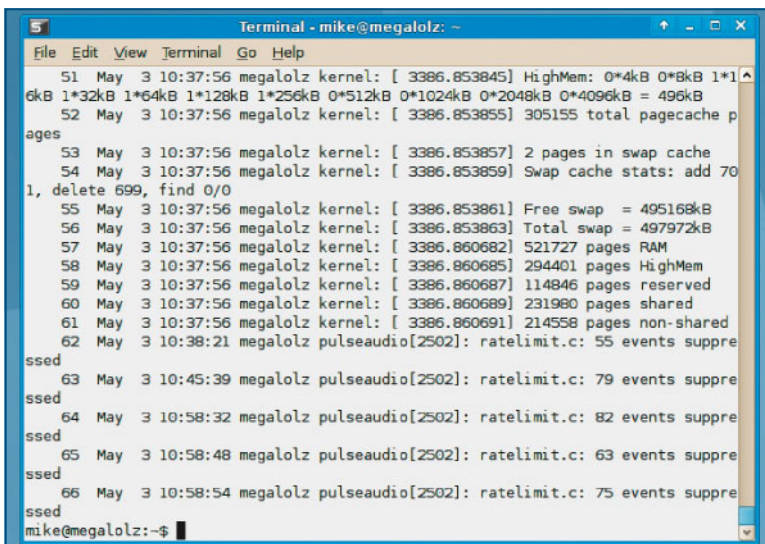 Terminal - mike@megalolz: ~
File Edit View Terminal Go Help
51 May 3 10:37:56 megalolz kernel: [ 3386.853845] HighMem: 0*4kB 0*8kB 1*1
6kB 1*32kB 1*64kB 1*128kB 1*256kB 0*512kB 0*1024kB 0*2048kB 0*4096kB = 496kB
52 May 3 10:37:56 megalolz kernel: [ 3386.853855] 305155 total pagecache p
ages
53 May 3 10:37:56 megalolz kernel: [ 3386.853857] 2 pages in swap cache
54 May 3 10:37:56 megalolz kernel: [ 3386.853859] Swap cache stats: add 70
1, delete 699, find 0/0
55 May 3 10:37:56 megalolz kernel: [ 3386.853861] Free swap = 495168kB
56 May 3 10:37:56 megalolz kernel: [ 3386.853863] Total swap = 497972kB
57 May 3 10:37:56 megalolz kernel: [ 3386.860682] 521727 pages RAM
58 May 3 10:37:56 megalolz kernel: [ 3386.860685] 294401 pages HighMem
59 May 3 10:37:56 megalolz kernel: [ 3386.860687] 114846 pages reserved
60 May 3 10:37:56 megalolz kernel: [ 3386.860689] 231980 pages shared
61 May 3 10:37:56 megalolz kernel: [ 3386.860691] 214558 pages non-shared
62 May 3 10:38:21 megalolz pulseaudio[2502]: ratelimit.c: 55 events suppre
ssed
63 May 3 10:45:39 megalolz pulseaudio[2502]: ratelimit.c: 79 events suppre
ssed
64 May 3 10:58:32 megalolz pulseaudio[2502]: ratelimit.c: 82 events suppre
ssed
65 May 3 10:58:48 megalolz pulseaudio[2502]: ratelimit.c: 63 events suppre
ssed
66 May 3 10:58:54 megalolz pulseaudio[2502]: ratelimit.c: 75 events suppre
ssed
mike@megalolz:~$